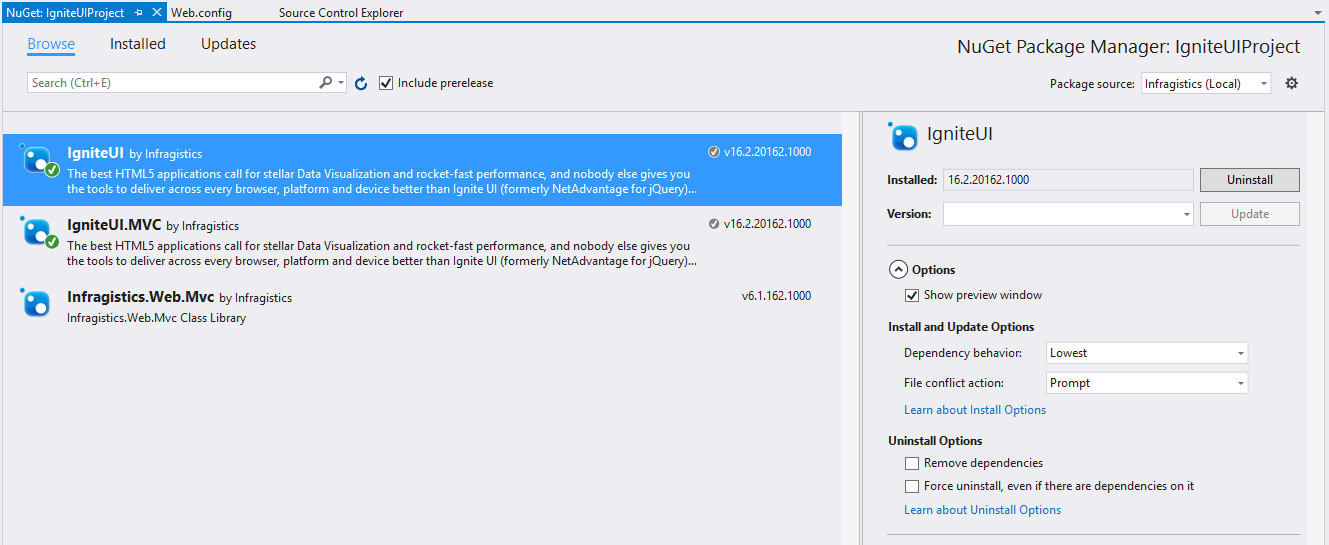 NuGet: IgniteUIProject
Web.config
Source Control Explorer
Browse
Installed
Updates
NuGet Package Manager: IgniteUIProject
Search (Ctrl+E)
Include prerelease
Package source:
Infragistics (Local)
IgniteUI by Infragistics
v16.2.20162.1000
The best HTML5 applications call for stellar Data Visualization and rocket-fast performance, and nobody else gives you
the tools to deliver across every browser, platform and device better than Ignite UI (formerly NetAdvantage for jQuery)...
IgniteUI.MVC by Infragistics
v16.2.20162.1000
The best HTML5 applications call for stellar Data Visualization and rocket-fast performance, and nobody else gives you
the tools to deliver across every browser, platform and device better than Ignite UI (formerly NetAdvantage for jQuery)...
Infragistics.Web.Mvc by Infragistics
v6.1.162.1000
Infragistics.Web.Mvc Class Library
IgniteUI
Installed:
16.2.20162.1000
Uninstall
Version:
Update
Options
Show preview window
Install and Update Options
Dependency behavior:
Lowest
File conflict action:
Prompt
Learn about Install Options
Uninstall Options
Remove dependencies
Force uninstall, even if there are dependencies on it
Learn about Uninstall Options